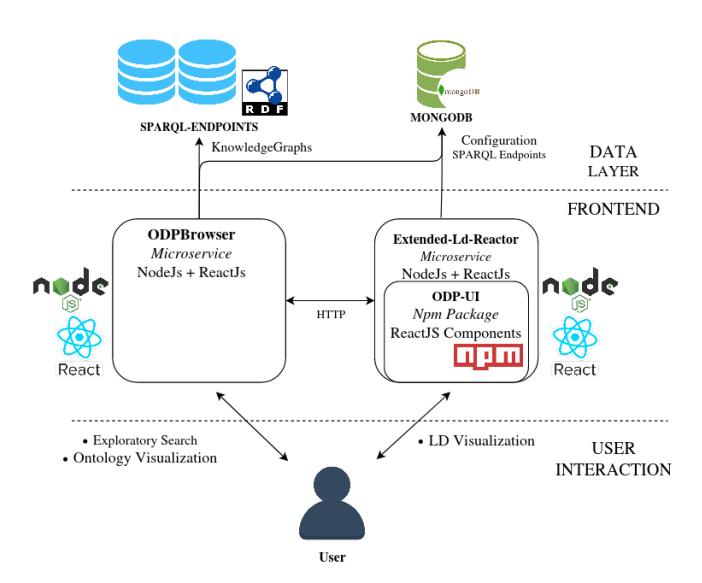 R D F
mongoDB
SPARQL-ENDPOINTS
MONGODB
KnowledgeGraphs
Configuration
SPARQL Endpoints
DATA
LAYER
FRONTEND
ODPBrowser
Microservice
NodeJs + ReactJs
Extended-Ld-Reactor
Microservice
NodeJs + ReactJs
node
JS
React
HTTP
ODP-UI
Npm Package
ReactJS Components
npm
node
JS
React
• Exploratory Search
• Ontology Visualization
• LD Visualization
USER
INTERACTION
User